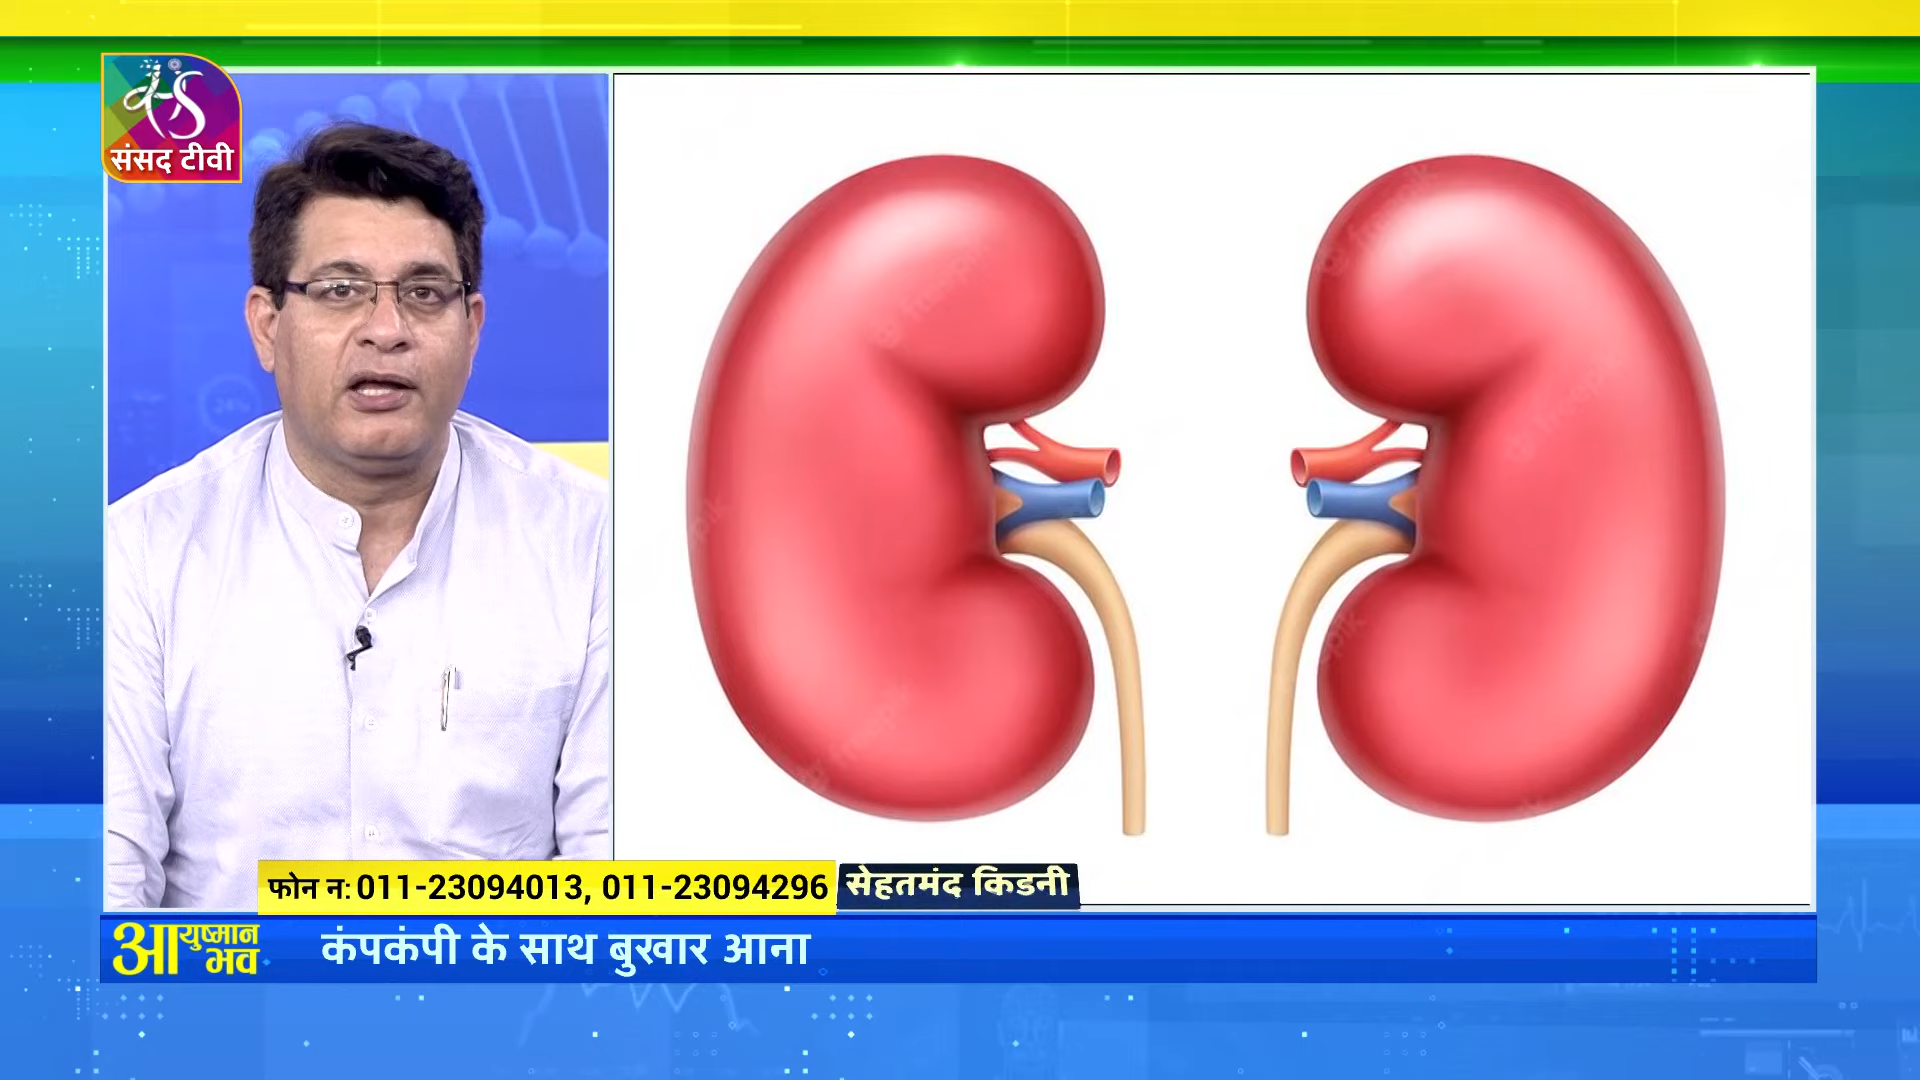 संसद टीवी
फोन न: 011-23094013, 011-23094296
सेहतमंद किडनी
आयुष्मान भव
कंपकंपी के साथ बुखार आना